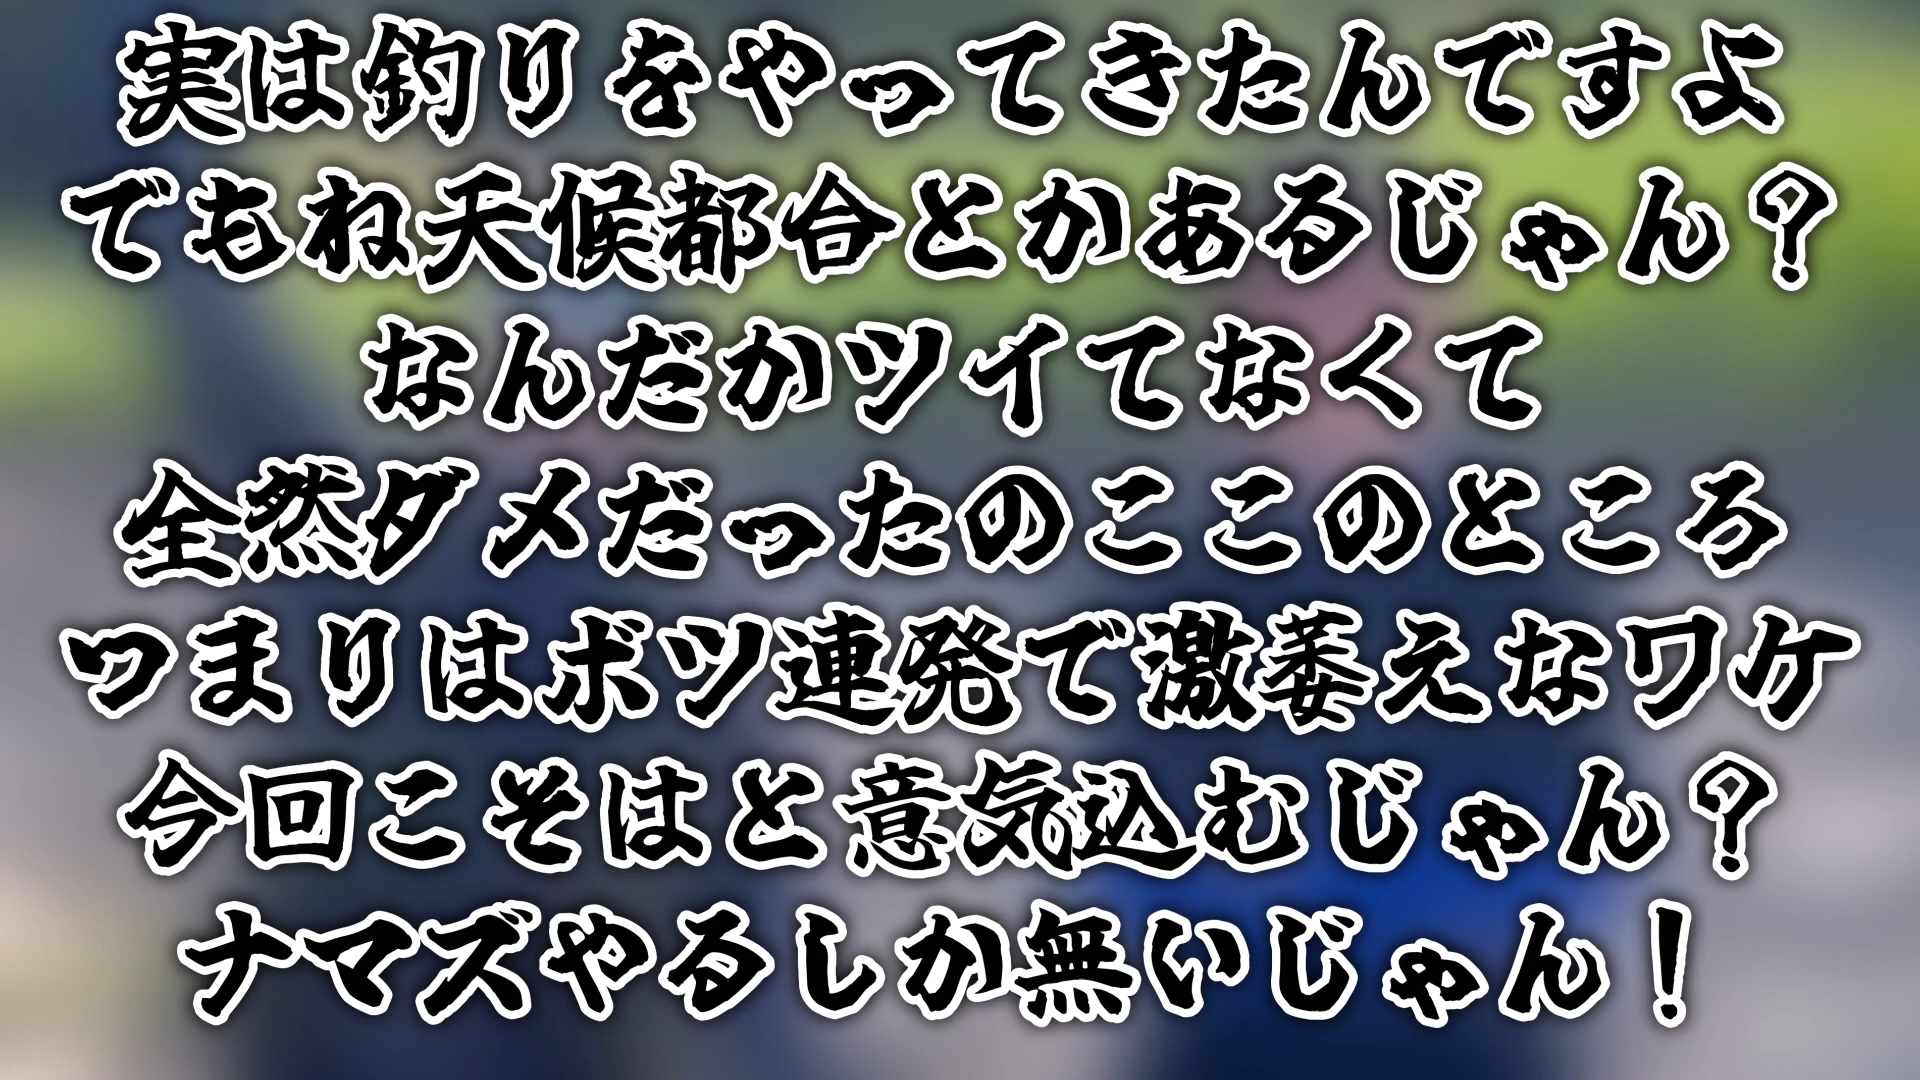 実は釣りをやってきたんですよ
でもね天候都合とかあるじゃん？
なんだかツイてなくて
全然ダメだったのここのところ
つまりはボツ連発で激萎えなワケ
今回こそはと意気込むじゃん？
ナマズやるしか無いじゃん！